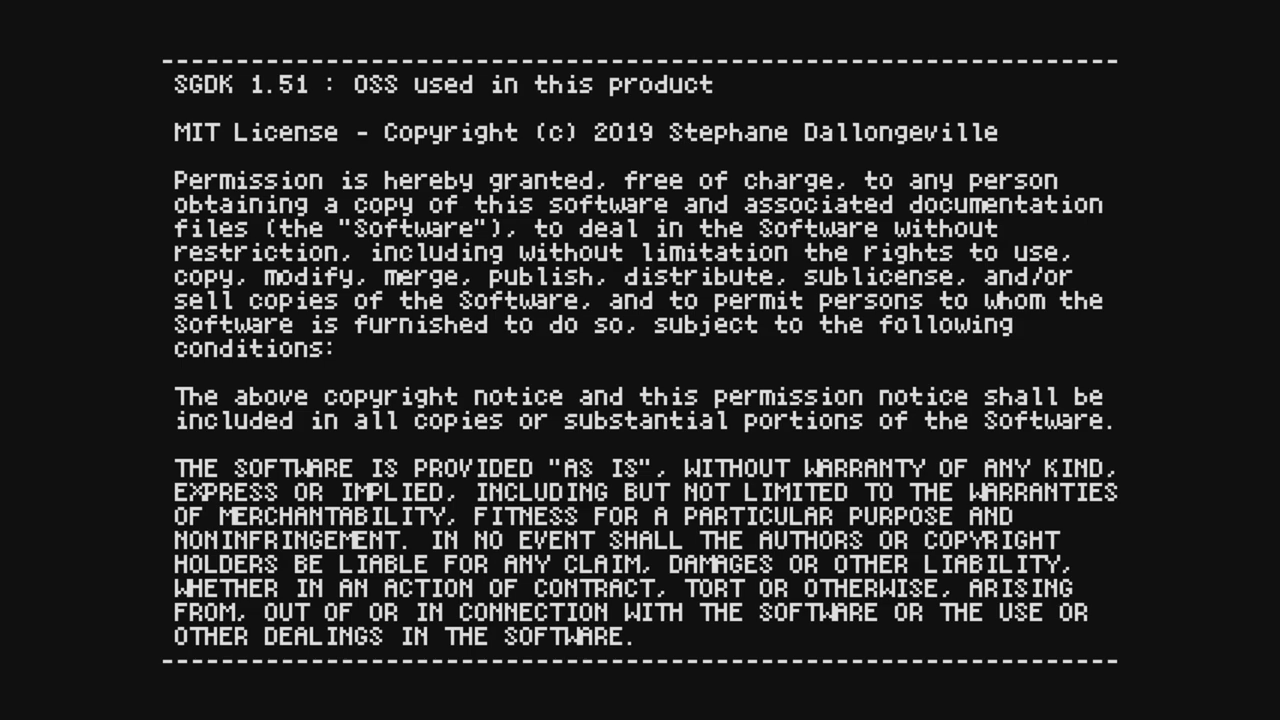 ----------------------------------------------------------------
SGDK 1.51 : OSS used in this product
MIT License - Copyright (c) 2019 Stephane Dallongeville
Permission is hereby granted, free of charge, to any person
obtaining a copy of this software and associated documentation
files (the "Software"), to deal in the Software without
restriction, including without limitation the rights to use,
copy, modify, merge, publish, distribute, sublicense, and/or
sell copies of the Software, and to permit persons to whom the
Software is furnished to do so, subject to the following
conditions:
The above copyright notice and this permission notice shall be
included in all copies or substantial portions of the Software.
THE SOFTWARE IS PROVIDED "AS IS", WITHOUT WARRANTY OF ANY KIND,
EXPRESS OR IMPLIED, INCLUDING BUT NOT LIMITED TO THE WARRANTIES
OF MERCHANTABILITY, FITNESS FOR A PARTICULAR PURPOSE AND
NONINFRINGEMENT. IN NO EVENT SHALL THE AUTHORS OR COPYRIGHT
HOLDERS BE LIABLE FOR ANY CLAIM, DAMAGES OR OTHER LIABILITY,
WHETHER IN AN ACTION OF CONTRACT, TORT OR OTHERWISE, ARISING
FROM, OUT OF OR IN CONNECTION WITH THE SOFTWARE OR THE USE OR
OTHER DEALINGS IN THE SOFTWARE.
----------------------------------------------------------------